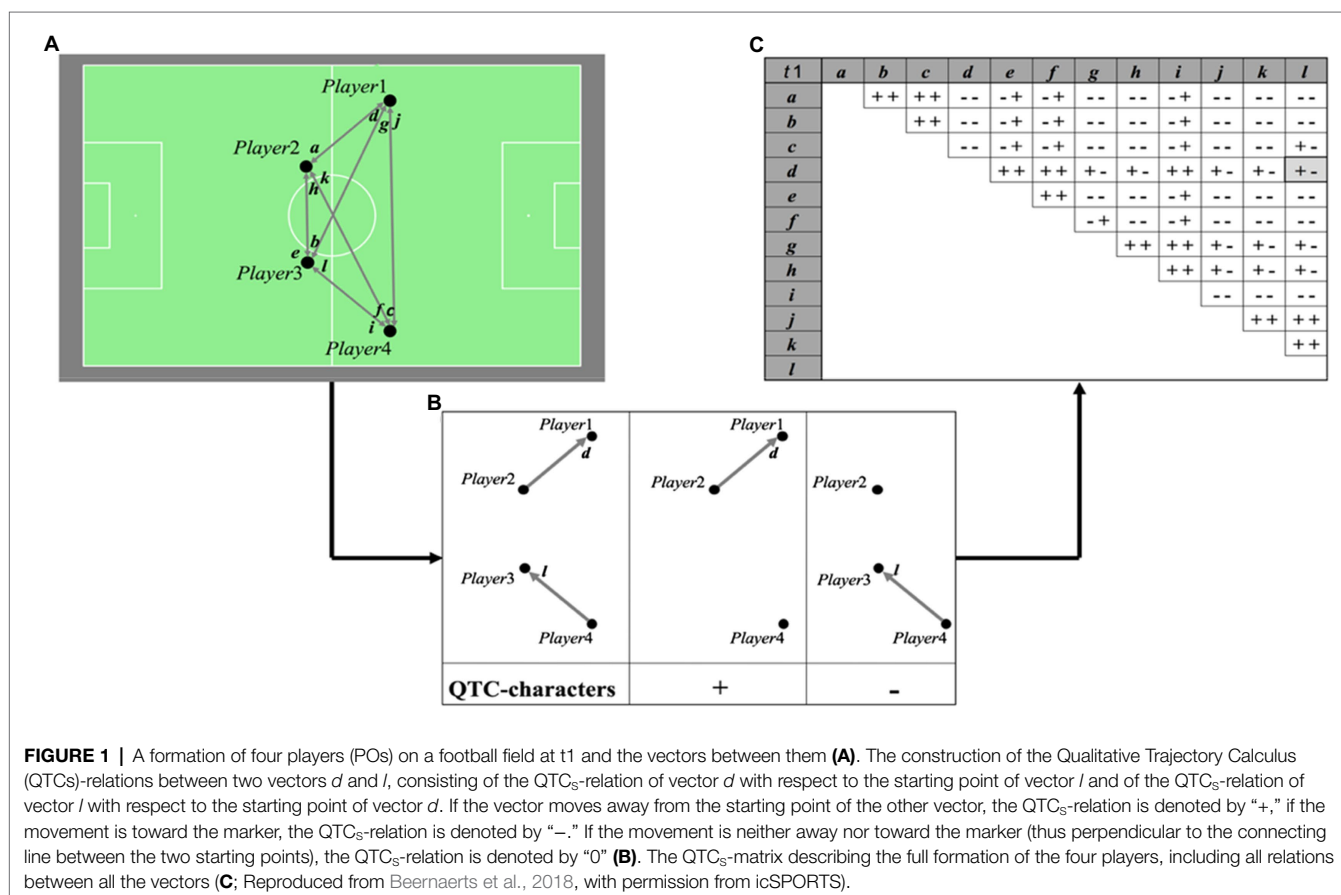 A
Player1
d g j
Player2 a
k
h
b
e
l
Player3
f c
i
Player4
C
t1 a b c d e f g h i j k l
a ++ ++ -- -+ -+ -- -- -+ -- -- --
b ++ -- -+ -+ -- -- -+ -- -- --
c -- -+ -+ -- -- -+ -- -- +-
d ++ ++ +- +- ++ +- +- +-
e ++ -- -- -+ -- -- --
f -+ -- -+ -- -- --
g ++ ++ +- +- +-
h ++ +- +- +-
i -- -- --
j ++ ++
k ++
l
B
Player1 Player1
d d
Player2 Player2 Player2
Player3 l Player3 l
Player4 Player4 Player4
QTC-characters + -
FIGURE 1 | A formation of four players (POs) on a football field at t1 and the vectors between them (A). The construction of the Qualitative Trajectory Calculus
(QTCs)-relations between two vectors d and l, consisting of the QTCS-relation of vector d with respect to the starting point of vector l and of the QTCS-relation of
vector l with respect to the starting point of vector d. If the vector moves away from the starting point of the other vector, the QTCS-relation is denoted by “+,” if the
movement is toward the marker, the QTCS-relation is denoted by “−.” If the movement is neither away nor toward the marker (thus perpendicular to the connecting
line between the two starting points), the QTCS-relation is denoted by “0” (B). The QTCS-matrix describing the full formation of the four players, including all relations
between all the vectors (C; Reproduced from Beernaerts et al., 2018, with permission from icSPORTS).